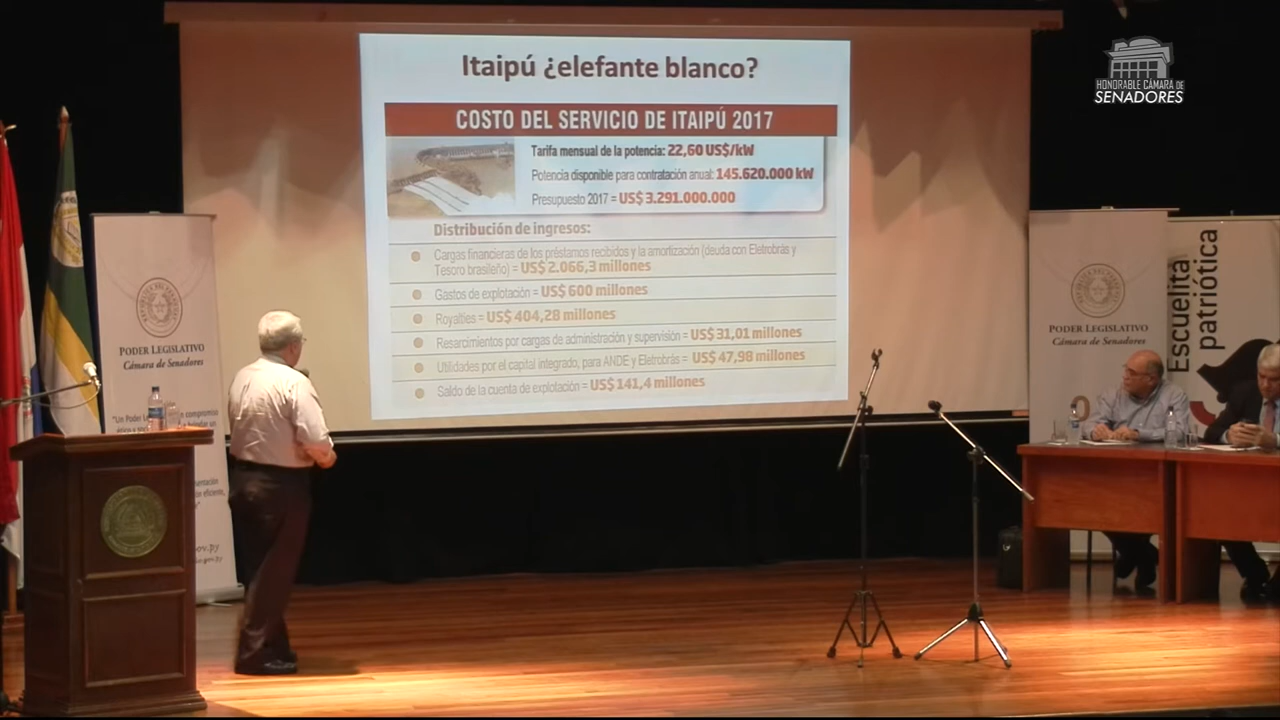 Itaipú ¿elefante blanco?
COSTO DEL SERVICIO DE ITAIPÚ 2017
Tarifa mensual de la potencia: 22,60 US$/kW
Potencia disponible para contratación anual: 145.620.000 kW
Presupuesto 2017 = US$ 3.291.000.000
Distribución de ingresos:
Cargas financieras de los préstamos recibidos y la amortización (deuda con Eletrobrás y
Tesoro brasileño) = US$ 2.066,3 millones
Gastos de explotación = US$ 600 millones
Royalties = US$ 404,28 millones
Resarcimientos por cargas de administración y supervisión = US$ 31,01 millones
Utilidades por el capital integrado, para ANDE y Eletrobrás = US$ 47,98 millones
Saldo de la cuenta de explotación = US$ 141,4 millones
HONORABLE CÁMARA DE
SENADORES
PODER LEGISLATIVO
Cámara de Senadores
"Un Poder
compromiso
PODER LEGISLATIVO
Cámara de Senadores
Escuelita
patriótica